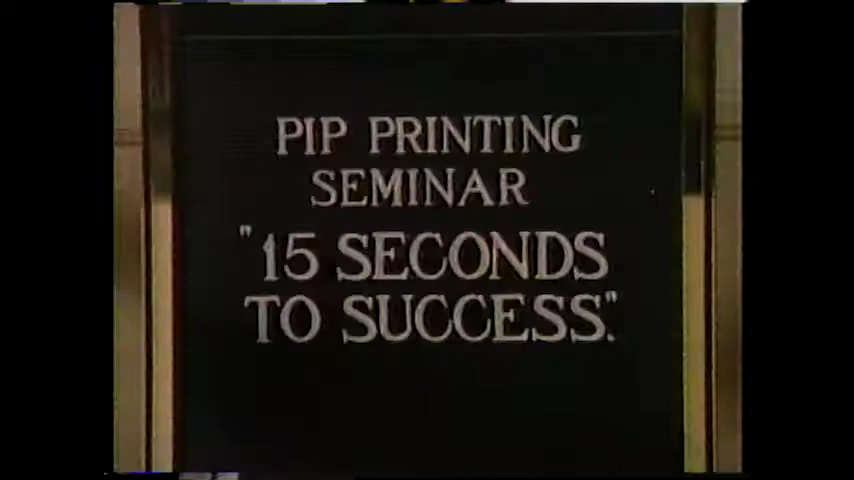 PIP PRINTING
SEMINAR
"15 SECONDS
TO SUCCESS".